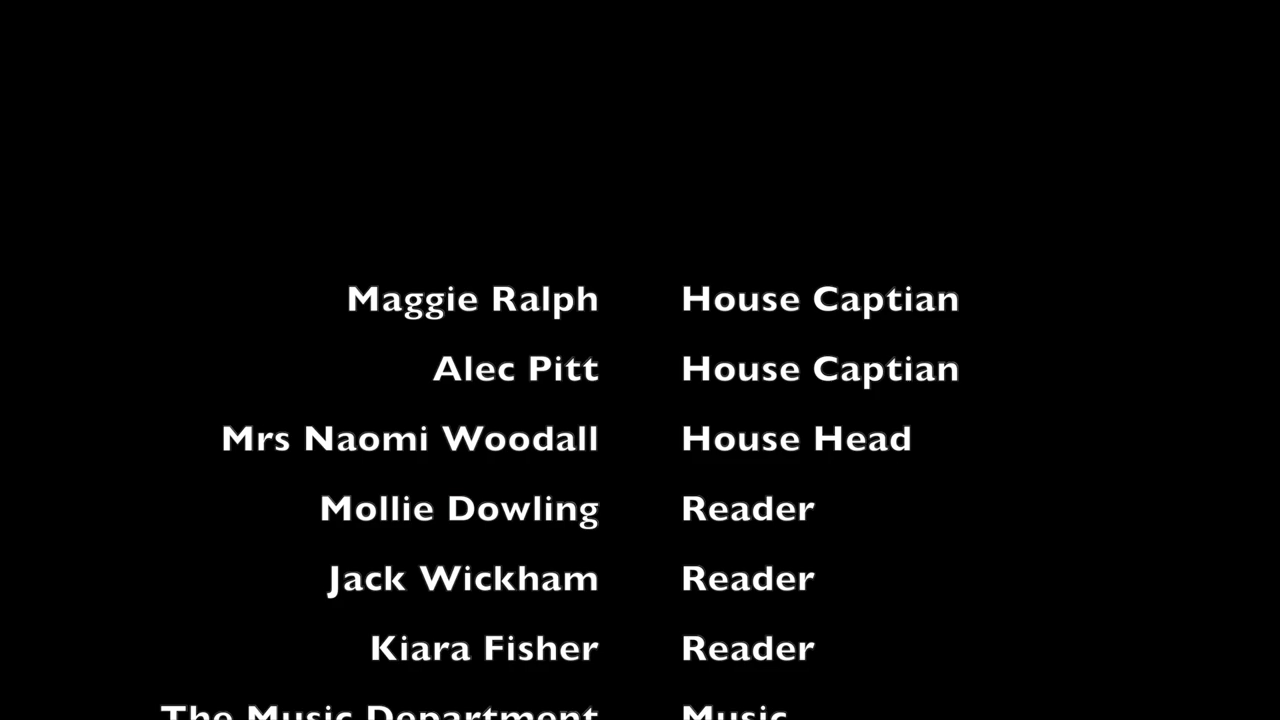 Maggie Ralph House Captian
Alec Pitt House Captian
Mrs Naomi Woodall House Head
Mollie Dowling Reader
Jack Wickham Reader
Kiara Fisher Reader
The Music Department Music